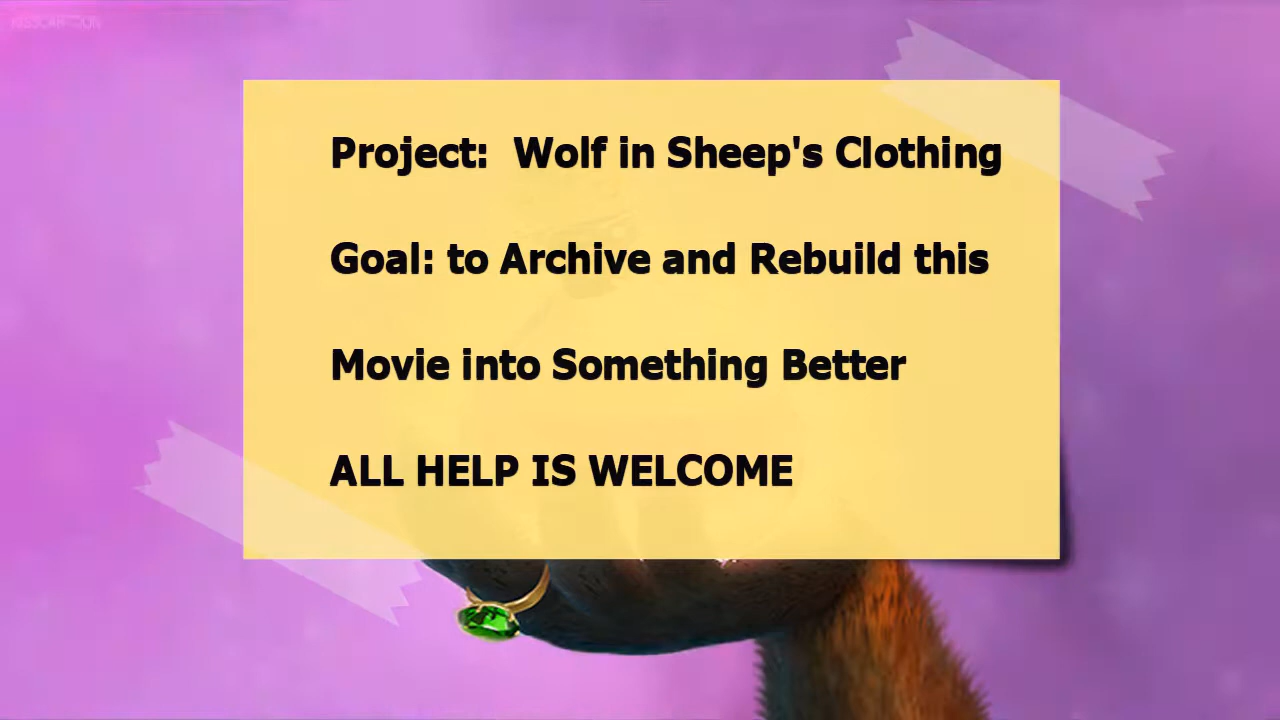 Project:  Wolf in Sheep's Clothing
Goal: to Archive and Rebuild this
Movie into Something Better
ALL HELP IS WELCOME